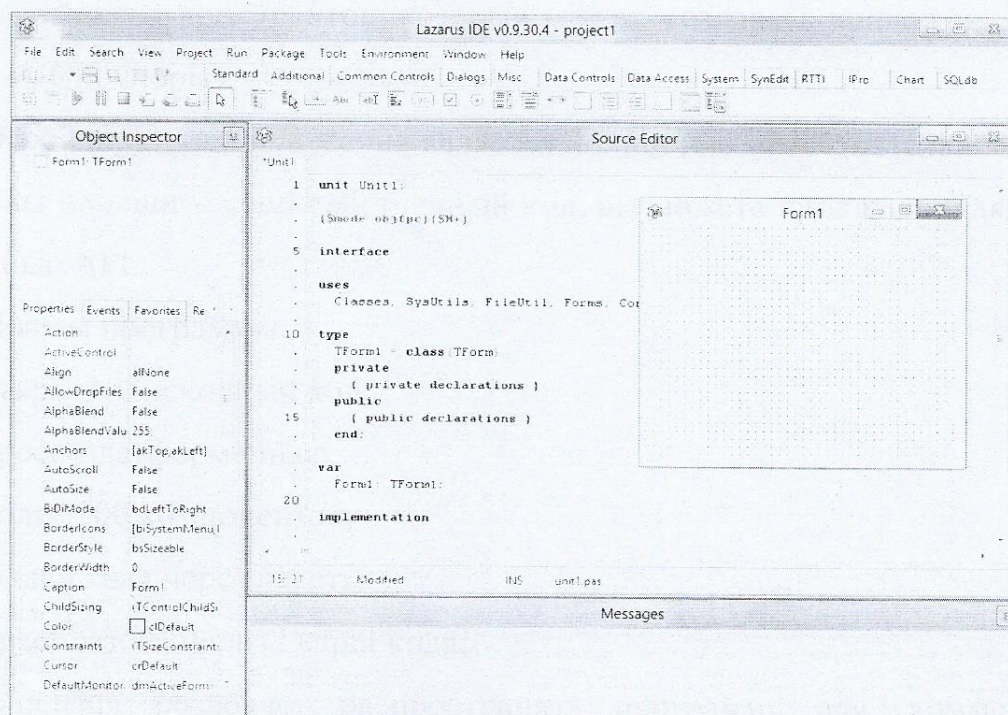 Lazarus IDE v0.9.30.4 - project1
File Edit Search View Project Run Package Tools Environment Window Help
Standard Additional Common Controls Dialogs Misc Data Controls Data Access System SynEdit RTTI IPro Chart SQLdb
Object Inspector
Form1: TForm1
Properties Events Favorites Re
Action
ActiveControl
Align alNone
AllowDropFiles False
AlphaBlend False
AlphaBlendValu 255
Anchors [akTop,akLeft]
AutoScroll False
AutoSize False
BiDiMode bdLeftToRight
BorderIcons [biSystemMenu,
BorderStyle bsSizeable
BorderWidth 0
Caption Form1
ChildSizing (TControlChildSi
Color clDefault
Constraints (TSizeConstraint
Cursor crDefault
DefaultMonitor dmActiveForm
Source Editor
*Unit1
1 unit Unit1;
{$mode objfpc}{$H+}
5 interface
uses
Classes, SysUtils, FileUtil, Forms, Cor
10 type
TForm1 = class(TForm)
private
{ private declarations }
public
15 { public declarations }
end;
var
Form1: TForm1;
20
implementation
15: 21 Modified INS unit1.pas
Form1
Messages